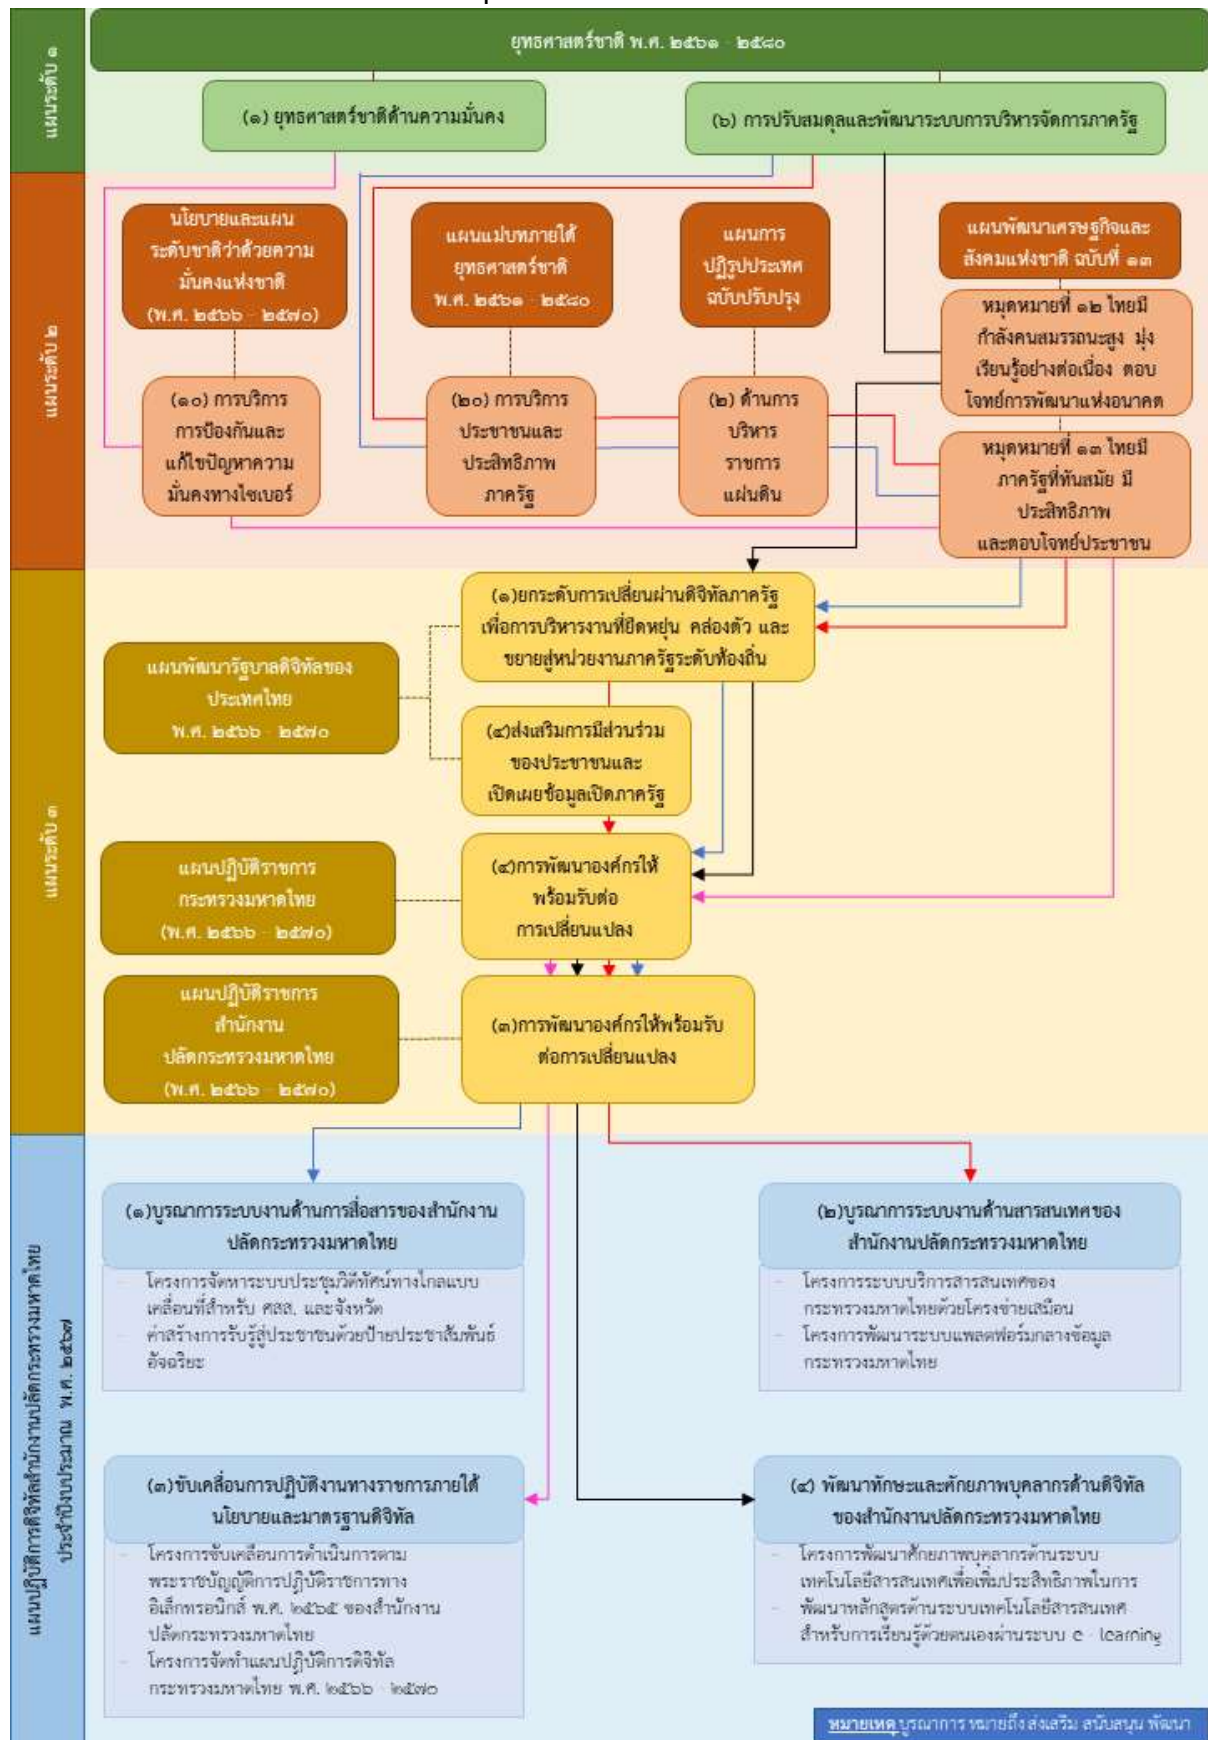 แผนระดับ ๑
ยุทธศาสตร์ชาติ พ.ศ. ๒๕๖๑ - ๒๕๘๐
(๑) ยุทธศาสตร์ชาติด้านความมั่นคง
(๖) การปรับสมดุลและพัฒนาระบบการบริหารจัดการภาครัฐ
แผนระดับ ๒
นโยบายและแผน
ระดับชาติว่าด้วยความ
มั่นคงแห่งชาติ
(พ.ศ. ๒๕๖๖ - ๒๕๗๐)
แผนแม่บทภายใต้
ยุทธศาสตร์ชาติ
พ.ศ. ๒๕๖๑ - ๒๕๘๐
แผนการ
ปฏิรูปประเทศ
ฉบับปรับปรุง
แผนพัฒนาเศรษฐกิจและ
สังคมแห่งชาติ ฉบับที่ ๑๓
หมุดหมายที่ ๑๒ ไทยมี
กำลังคนสมรรถนะสูง มุ่ง
เรียนรู้อย่างต่อเนื่อง ตอบ
โจทย์การพัฒนาแห่งอนาคต
(๑๐) การบริการ
การป้องกันและ
แก้ไขปัญหาความ
มั่นคงทางไซเบอร์
(๒๐) การบริการ
ประชาชนและ
ประสิทธิภาพ
ภาครัฐ
(๒) ด้านการ
บริหาร
ราชการ
แผ่นดิน
หมุดหมายที่ ๑๓ ไทยมี
ภาครัฐที่ทันสมัย มี
ประสิทธิภาพ
และตอบโจทย์ประชาชน
แผนระดับ ๓
แผนพัฒนารัฐบาลดิจิทัลของ
ประเทศไทย
พ.ศ. ๒๕๖๖ - ๒๕๗๐
(๑)ยกระดับการเปลี่ยนผ่านดิจิทัลภาครัฐ
เพื่อการบริหารงานที่ยืดหยุ่น คล่องตัว และ
ขยายสู่หน่วยงานภาครัฐระดับท้องถิ่น
(๔)ส่งเสริมการมีส่วนร่วม
ของประชาชนและ
เปิดเผยข้อมูลเปิดภาครัฐ
แผนปฏิบัติราชการ
กระทรวงมหาดไทย
(พ.ศ. ๒๕๖๖ - ๒๕๗๐)
(๔)การพัฒนาองค์กรให้
พร้อมรับต่อ
การเปลี่ยนแปลง
แผนปฏิบัติราชการ
สำนักงาน
ปลัดกระทรวงมหาดไทย
(พ.ศ. ๒๕๖๖ - ๒๕๗๐)
(๓)การพัฒนาองค์กรให้พร้อมรับ
ต่อการเปลี่ยนแปลง
แผนปฏิบัติการดิจิทัลสำนักงานปลัดกระทรวงมหาดไทย
ประจำปีงบประมาณ พ.ศ. ๒๕๖๗
(๑)บูรณาการระบบงานด้านการสื่อสารของสำนักงาน
ปลัดกระทรวงมหาดไทย
- โครงการจัดหาระบบประชุมวิดีทัศน์ทางไกลแบบ
เคลื่อนที่สำหรับ ศสส. และจังหวัด
- ค่าสร้างการรับรู้สู่ประชาชนด้วยป้ายประชาสัมพันธ์
อัจฉริยะ
(๒)บูรณาการระบบงานด้านสารสนเทศของ
สำนักงานปลัดกระทรวงมหาดไทย
- โครงการระบบบริการสารสนเทศของ
กระทรวงมหาดไทยด้วยโครงข่ายเสมือน
- โครงการพัฒนาระบบแพลตฟอร์มกลางข้อมูล
กระทรวงมหาดไทย
(๓)ขับเคลื่อนการปฏิบัติงานทางราชการภายใต้
นโยบายและมาตรฐานดิจิทัล
- โครงการขับเคลื่อนการดำเนินการตาม
พระราชบัญญัติการปฏิบัติราชการทาง
อิเล็กทรอนิกส์ พ.ศ. ๒๕๖๕ ของสำนักงาน
ปลัดกระทรวงมหาดไทย
- โครงการจัดทำแผนปฏิบัติการดิจิทัล
กระทรวงมหาดไทย พ.ศ. ๒๕๖๖ - ๒๕๗๐
(๔) พัฒนาทักษะและศักยภาพบุคลากรด้านดิจิทัล
ของสำนักงานปลัดกระทรวงมหาดไทย
- โครงการพัฒนาศักยภาพบุคลากรด้านระบบ
เทคโนโลยีสารสนเทศเพื่อเพิ่มประสิทธิภาพในการ
- พัฒนาหลักสูตรด้านระบบเทคโนโลยีสารสนเทศ
สำหรับการเรียนรู้ด้วยตนเองผ่านระบบ e - learning
หมายเหตุ บูรณาการ หมายถึง ส่งเสริม สนับสนุน พัฒนา